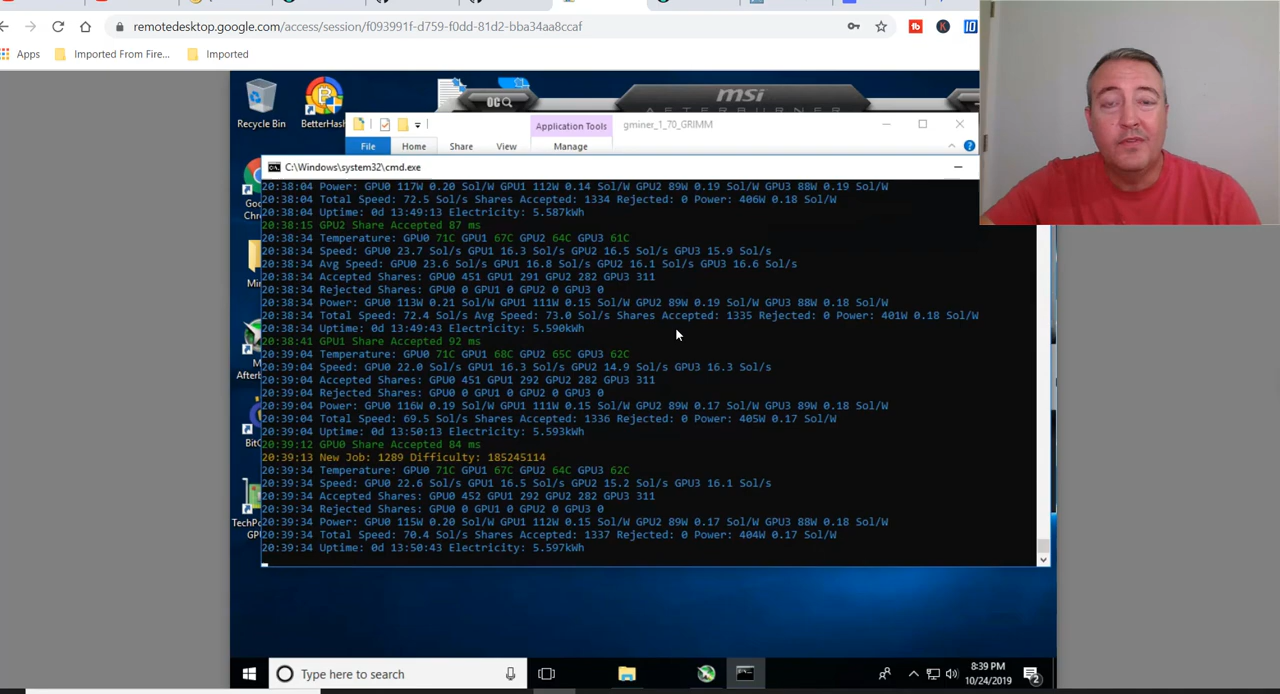 remotedesktop.google.com/access/session/f093991f-d759-f0dd-81d2-bba34aa8ccaf
Apps
Imported From Fire...
Imported
Recycle Bin
BetterHash
OC
msi
AFTERBURNER
Application Tools
gminer_1_70_GRIMM
File
Home
Share
View
Manage
C:\Windows\system32\cmd.exe
20:38:04 Power: GPU0 117W 0.20 Sol/W GPU1 112W 0.14 Sol/W GPU2 89W 0.19 Sol/W GPU3 88W 0.19 Sol/W
20:38:04 Total Speed: 72.5 Sol/s Shares Accepted: 1334 Rejected: 0 Power: 406W 0.18 Sol/W
20:38:04 Uptime: 0d 13:49:13 Electricity: 5.587kWh
20:38:15 GPU2 Share Accepted 87 ms
20:38:34 Temperature: GPU0 71C GPU1 67C GPU2 64C GPU3 61C
20:38:34 Speed: GPU0 23.7 Sol/s GPU1 16.3 Sol/s GPU2 16.5 Sol/s GPU3 15.9 Sol/s
20:38:34 Avg Speed: GPU0 23.6 Sol/s GPU1 16.8 Sol/s GPU2 16.1 Sol/s GPU3 16.6 Sol/s
20:38:34 Accepted Shares: GPU0 451 GPU1 291 GPU2 282 GPU3 311
20:38:34 Rejected Shares: GPU0 0 GPU1 0 GPU2 0 GPU3 0
20:38:34 Power: GPU0 113W 0.21 Sol/W GPU1 111W 0.15 Sol/W GPU2 89W 0.19 Sol/W GPU3 88W 0.18 Sol/W
20:38:34 Total Speed: 72.4 Sol/s Avg Speed: 73.0 Sol/s Shares Accepted: 1335 Rejected: 0 Power: 401W 0.18 Sol/W
20:38:34 Uptime: 0d 13:49:43 Electricity: 5.590kWh
20:38:41 GPU1 Share Accepted 92 ms
20:39:04 Temperature: GPU0 71C GPU1 68C GPU2 65C GPU3 62C
20:39:04 Speed: GPU0 22.0 Sol/s GPU1 16.3 Sol/s GPU2 14.9 Sol/s GPU3 16.3 Sol/s
20:39:04 Accepted Shares: GPU0 451 GPU1 292 GPU2 282 GPU3 311
20:39:04 Rejected Shares: GPU0 0 GPU1 0 GPU2 0 GPU3 0
20:39:04 Power: GPU0 116W 0.19 Sol/W GPU1 111W 0.15 Sol/W GPU2 89W 0.17 Sol/W GPU3 89W 0.18 Sol/W
20:39:04 Total Speed: 69.5 Sol/s Shares Accepted: 1336 Rejected: 0 Power: 405W 0.17 Sol/W
20:39:04 Uptime: 0d 13:50:13 Electricity: 5.593kWh
20:39:12 GPU0 Share Accepted 84 ms
20:39:13 New Job: 1289 Difficulty: 185245114
20:39:34 Temperature: GPU0 71C GPU1 67C GPU2 64C GPU3 62C
20:39:34 Speed: GPU0 22.6 Sol/s GPU1 16.5 Sol/s GPU2 15.2 Sol/s GPU3 16.1 Sol/s
20:39:34 Accepted Shares: GPU0 452 GPU1 292 GPU2 282 GPU3 311
20:39:34 Rejected Shares: GPU0 0 GPU1 0 GPU2 0 GPU3 0
20:39:34 Power: GPU0 115W 0.20 Sol/W GPU1 112W 0.15 Sol/W GPU2 89W 0.17 Sol/W GPU3 88W 0.18 Sol/W
20:39:34 Total Speed: 70.4 Sol/s Shares Accepted: 1337 Rejected: 0 Power: 404W 0.17 Sol/W
20:39:34 Uptime: 0d 13:50:43 Electricity: 5.597kWh
Goo
Chro
Min
M
Afterb
BitC
TechPo
GP
Type here to search
8:39 PM
10/24/2019
2